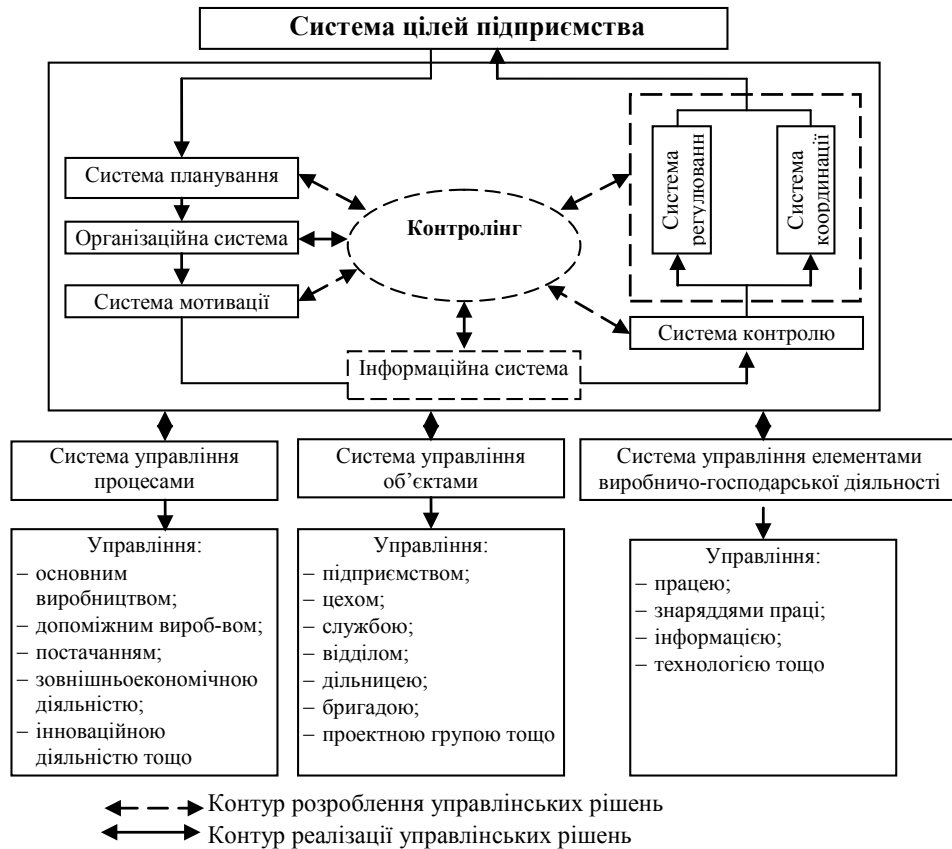 Система цілей підприємства
Система планування
Організаційна система
Система мотивації
Контролінг
Інформаційна система
Система
регулюванн
Система
координації
Система контролю
Система управління
процесами
Система управління
об’єктами
Система управління елементами
виробничо-господарської діяльності
Управління:
– основним
виробництвом;
– допоміжним вироб-вом;
– постачанням;
– зовнішньоекономічною
діяльністю;
– інноваційною
діяльністю тощо
Управління:
– підприємством;
– цехом;
– службою;
– відділом;
– дільницею;
– бригадою;
– проектною групою тощо
Управління:
– працею;
– знаряддями праці;
– інформацією;
– технологією тощо
Контур розроблення управлінських рішень
Контур реалізації управлінських рішень